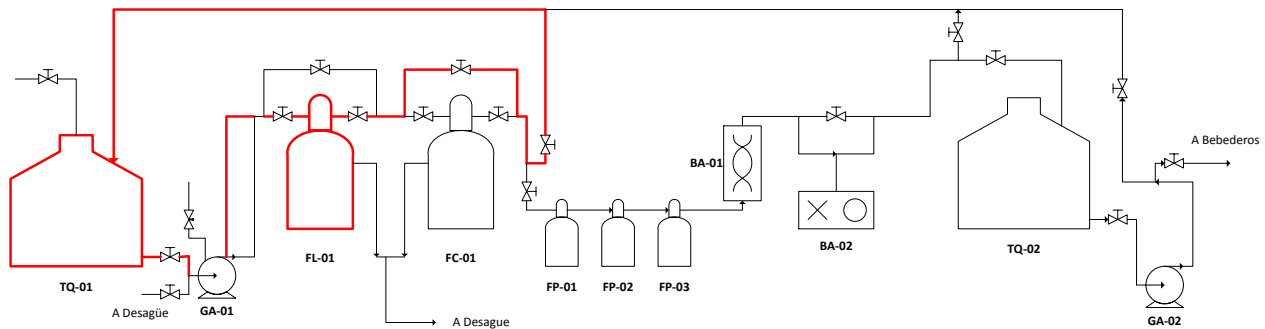 A Bebederos
BA-01
BA-02
TQ-02
FL-01
FC-01
TQ-01
FP-01
FP-02
FP-03
A Desagüe
GA-01
A Desague
GA-02